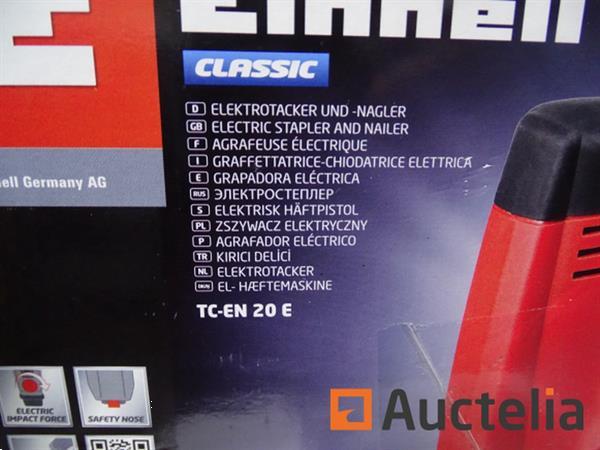 Einhell
CLASSIC
D ELEKTROTACKER UND -NAGLER
GB ELECTRIC STAPLER AND NAILER
F AGRAFEUSE ÉLECTRIQUE
I GRAFFETTATRICE-CHIODATRICE ELETTRICA
E GRAPADORA ELÉCTRICA
RUS ЭЛЕКТРОСТЕПЛЕР
S ELEKTRISK HÄFTPISTOL
PL ZSZYWACZ ELEKTRYCZNY
P AGRAFADOR ELÉCTRICO
TR KIRICI DELİCİ
NL ELEKTROTACKER
DK/N EL- HÆFTEMASKINE
TC-EN 20 E
ell Germany AG
ELECTRIC
IMPACT FORCE
SAFETY NOSE
Auctelia